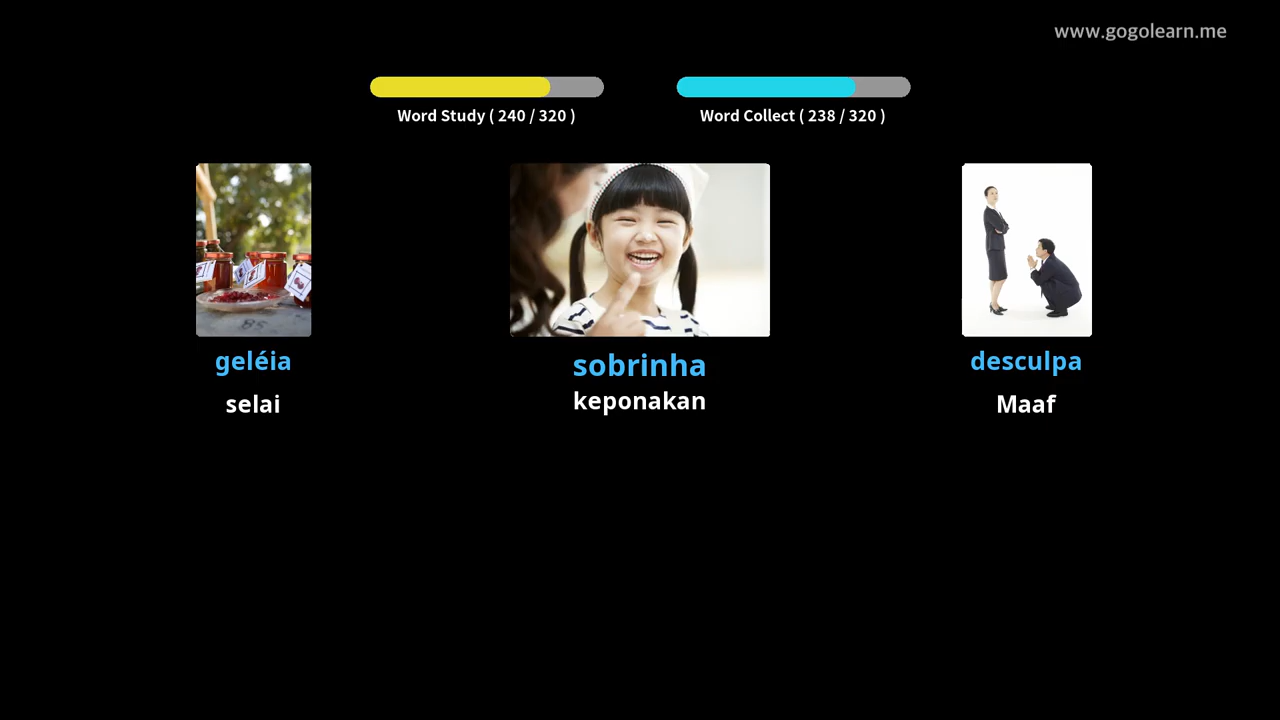 www.gogolearn.me
Word Study ( 240 / 320 )
Word Collect ( 238 / 320 )
geléia
selai
sobrinha
keponakan
desculpa
Maaf